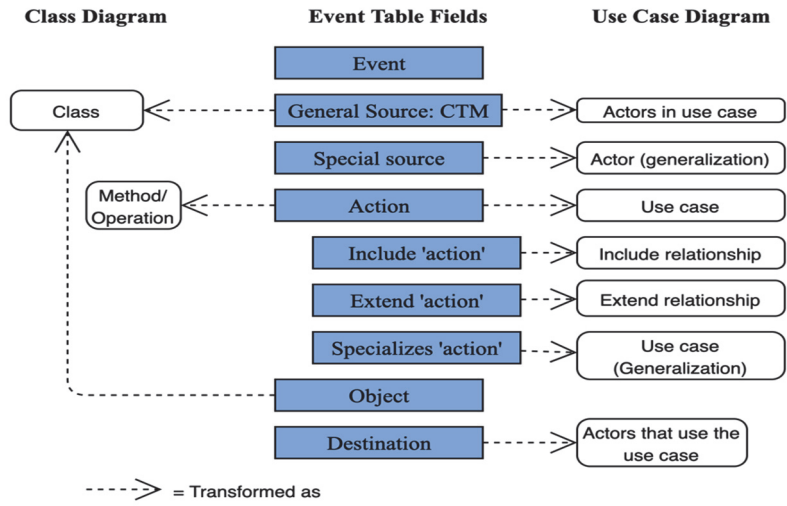 Class Diagram
Event Table Fields
Use Case Diagram
Event
Class
General Source: CTM
Actors in use case
Special source
Actor (generalization)
Method/
Operation
Action
Use case
Include 'action'
Include relationship
Extend 'action'
Extend relationship
Specializes 'action'
Use case
(Generalization)
Object
Destination
Actors that use the
use case
= Transformed as